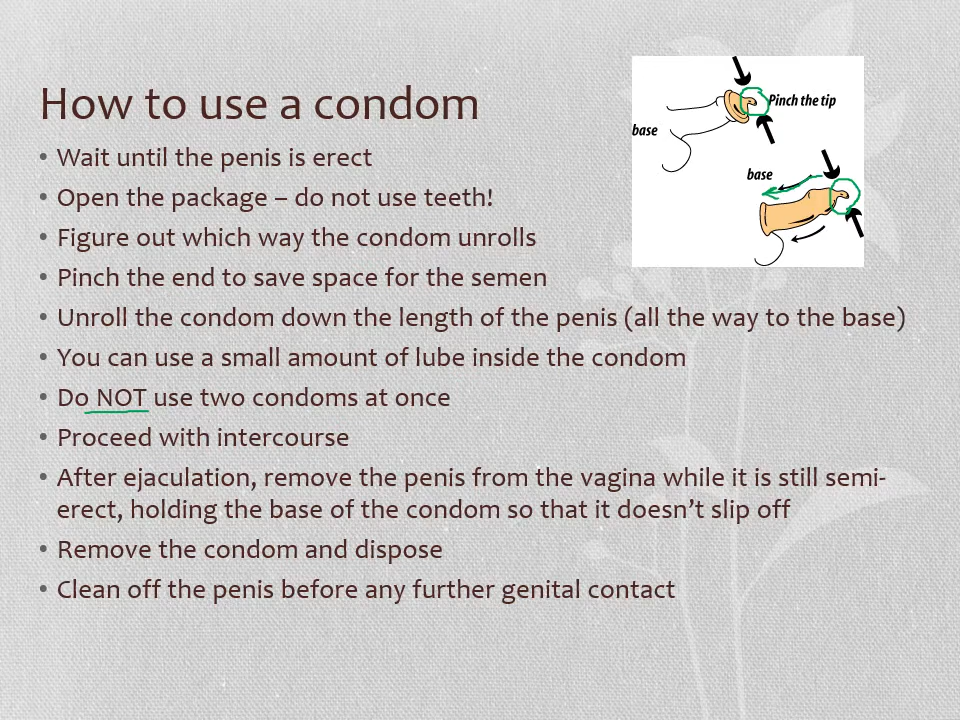 How to use a condom
• Wait until the penis is erect
• Open the package – do not use teeth!
• Figure out which way the condom unrolls
• Pinch the end to save space for the semen
• Unroll the condom down the length of the penis (all the way to the base)
• You can use a small amount of lube inside the condom
• Do NOT use two condoms at once
• Proceed with intercourse
• After ejaculation, remove the penis from the vagina while it is still semi-
erect, holding the base of the condom so that it doesn’t slip off
• Remove the condom and dispose
• Clean off the penis before any further genital contact
Pinch the tip
base
base